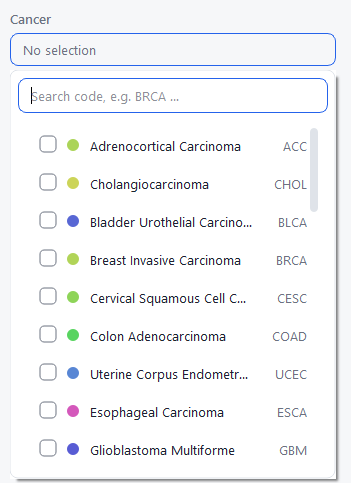 Cancer
No selection
Search code, e.g. BRCA ...
Adrenocortical Carcinoma ACC
Cholangiocarcinoma CHOL
Bladder Urothelial Carcino... BLCA
Breast Invasive Carcinoma BRCA
Cervical Squamous Cell C... CESC
Colon Adenocarcinoma COAD
Uterine Corpus Endometr... UCEC
Esophageal Carcinoma ESCA
Glioblastoma Multiforme GBM